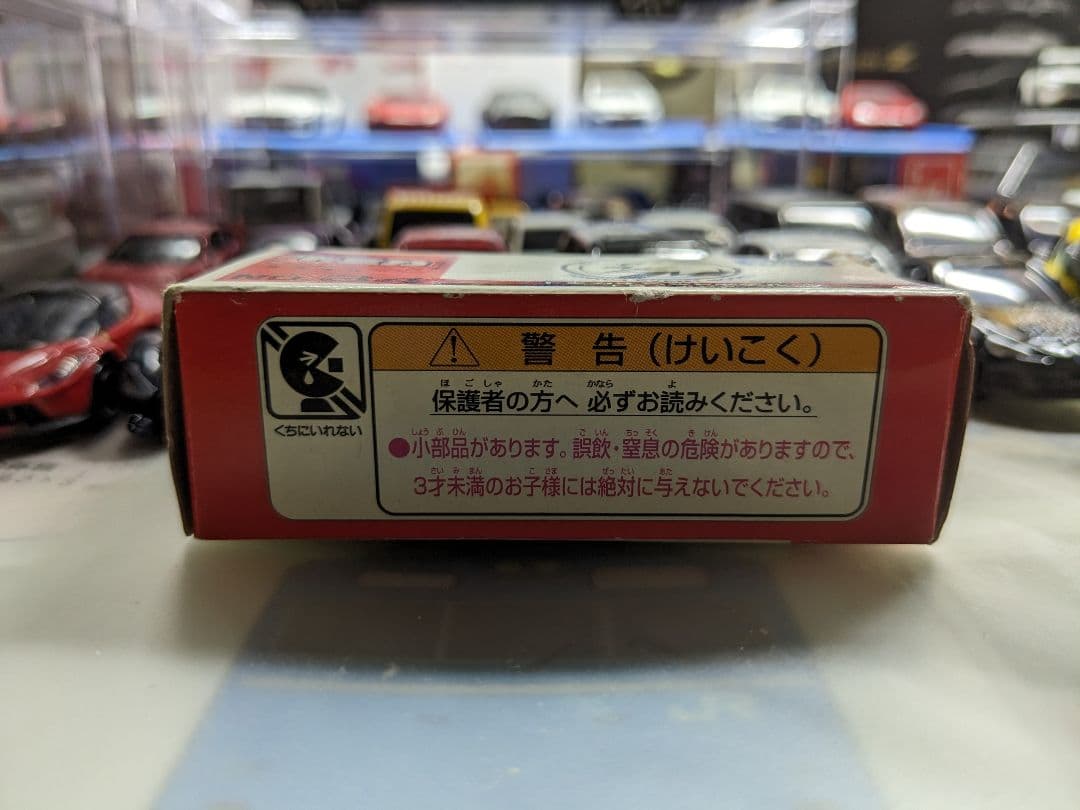 ⚠ 警告(けいこく)
くちにいれない
保護者の方へ 必ずお読みください。
●小部品があります。誤飲・窒息の危険がありますので、
3才未満のお子様には絶対に与えないでください。